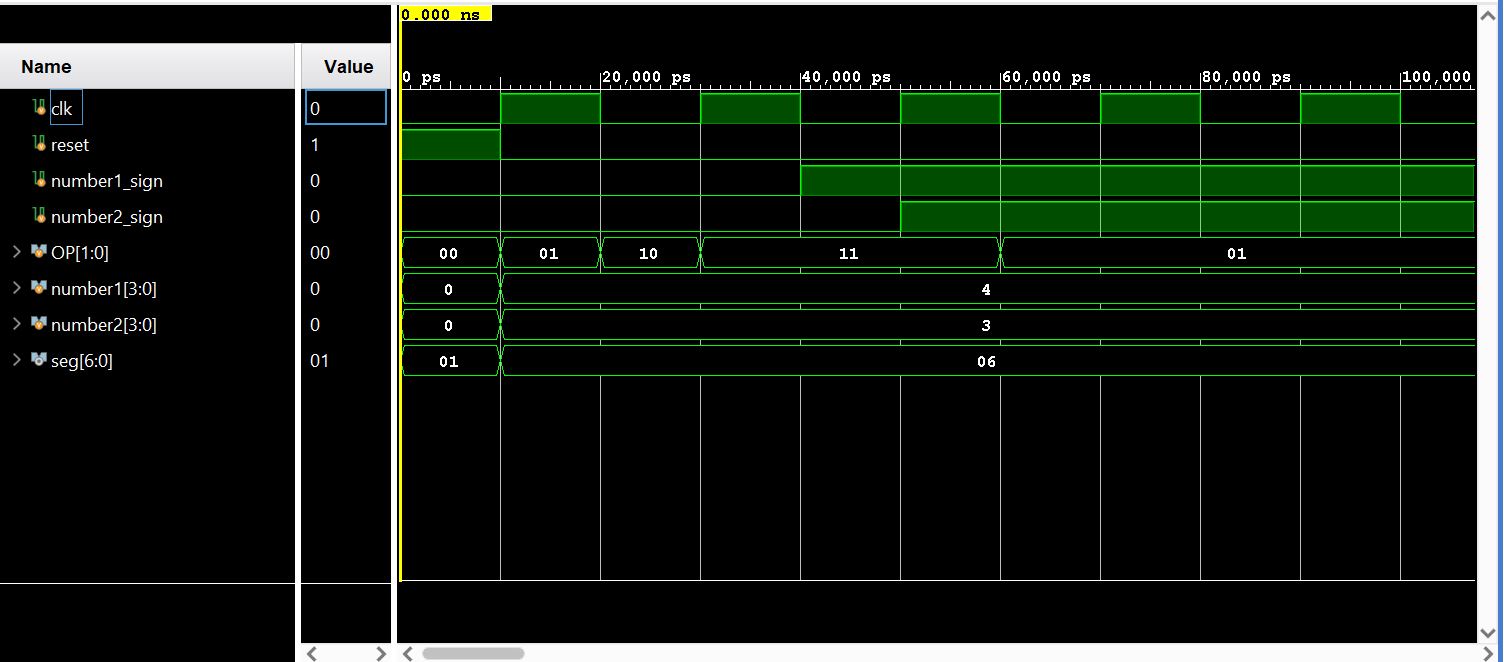 0.000 ns
Name Value
0 ps 20,000 ps 40,000 ps 60,000 ps 80,000 ps 100,000
clk 0
reset 1
number1_sign 0
number2_sign 0
OP[1:0] 00 00 01 10 11 01
number1[3:0] 0 0 4
number2[3:0] 0 0 3
seg[6:0] 01 01 06